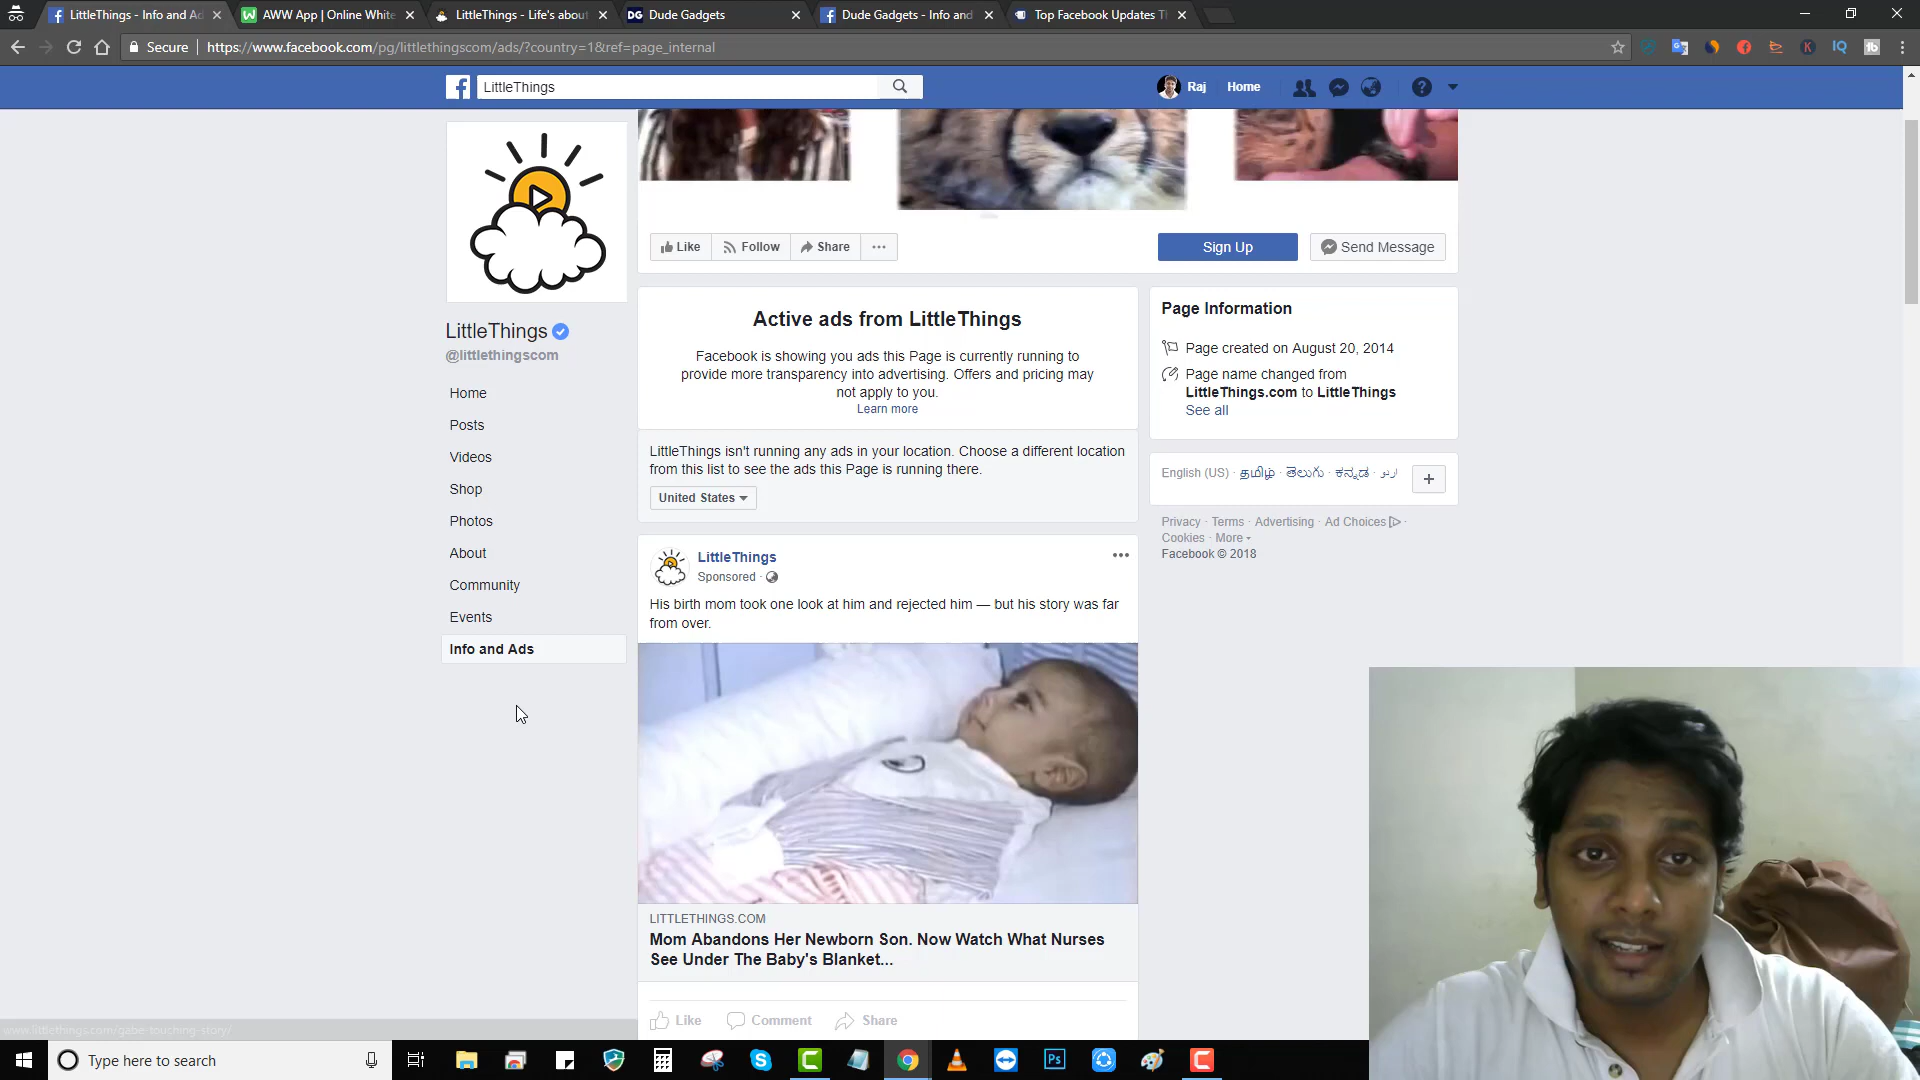 LittleThings - Info and Ad
AWW App | Online White
LittleThings - Life's about
Dude Gadgets
Dude Gadgets - Info and
Top Facebook Updates T
Secure
https://www.facebook.com/pg/littlethingscom/ads/?country=1&ref=page_internal
LittleThings
Raj
Home
Like
Follow
Share
Sign Up
Send Message
LittleThings
@littlethingscom
Home
Posts
Videos
Shop
Photos
About
Community
Events
Info and Ads
Active ads from LittleThings
Facebook is showing you ads this Page is currently running to
provide more transparency into advertising. Offers and pricing may
not apply to you.
Learn more
LittleThings isn't running any ads in your location. Choose a different location
from this list to see the ads this Page is running there.
United States
LittleThings
Sponsored ·
His birth mom took one look at him and rejected him — but his story was far
from over.
LITTLETHINGS.COM
Mom Abandons Her Newborn Son. Now Watch What Nurses
See Under The Baby's Blanket...
Like
Comment
Share
Page Information
Page created on August 20, 2014
Page name changed from
LittleThings.com to LittleThings
See all
English (US) · தமிழ் · తెలుగు · ಕನ್ನಡ · اردو
Privacy · Terms · Advertising · Ad Choices ·
Cookies · More
Facebook © 2018
Type here to search